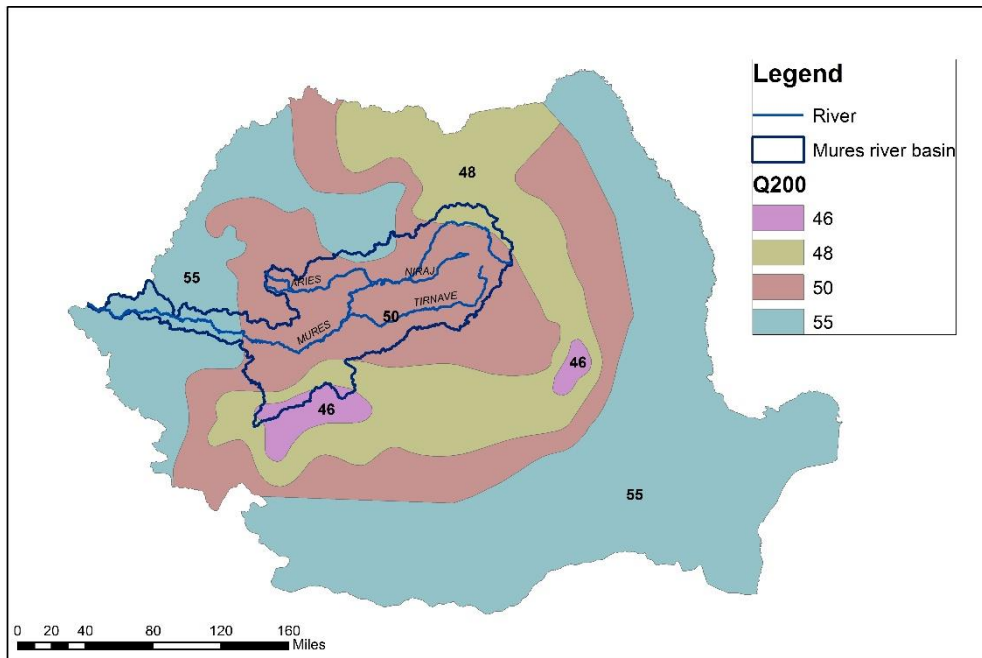 Legend
River
Mures river basin
Q200
46
48
50
55
48
55
ARIES
NIRAJ
TIRNAVE
50
MURES
46
46
55
0 20 40 80 120 160
Miles